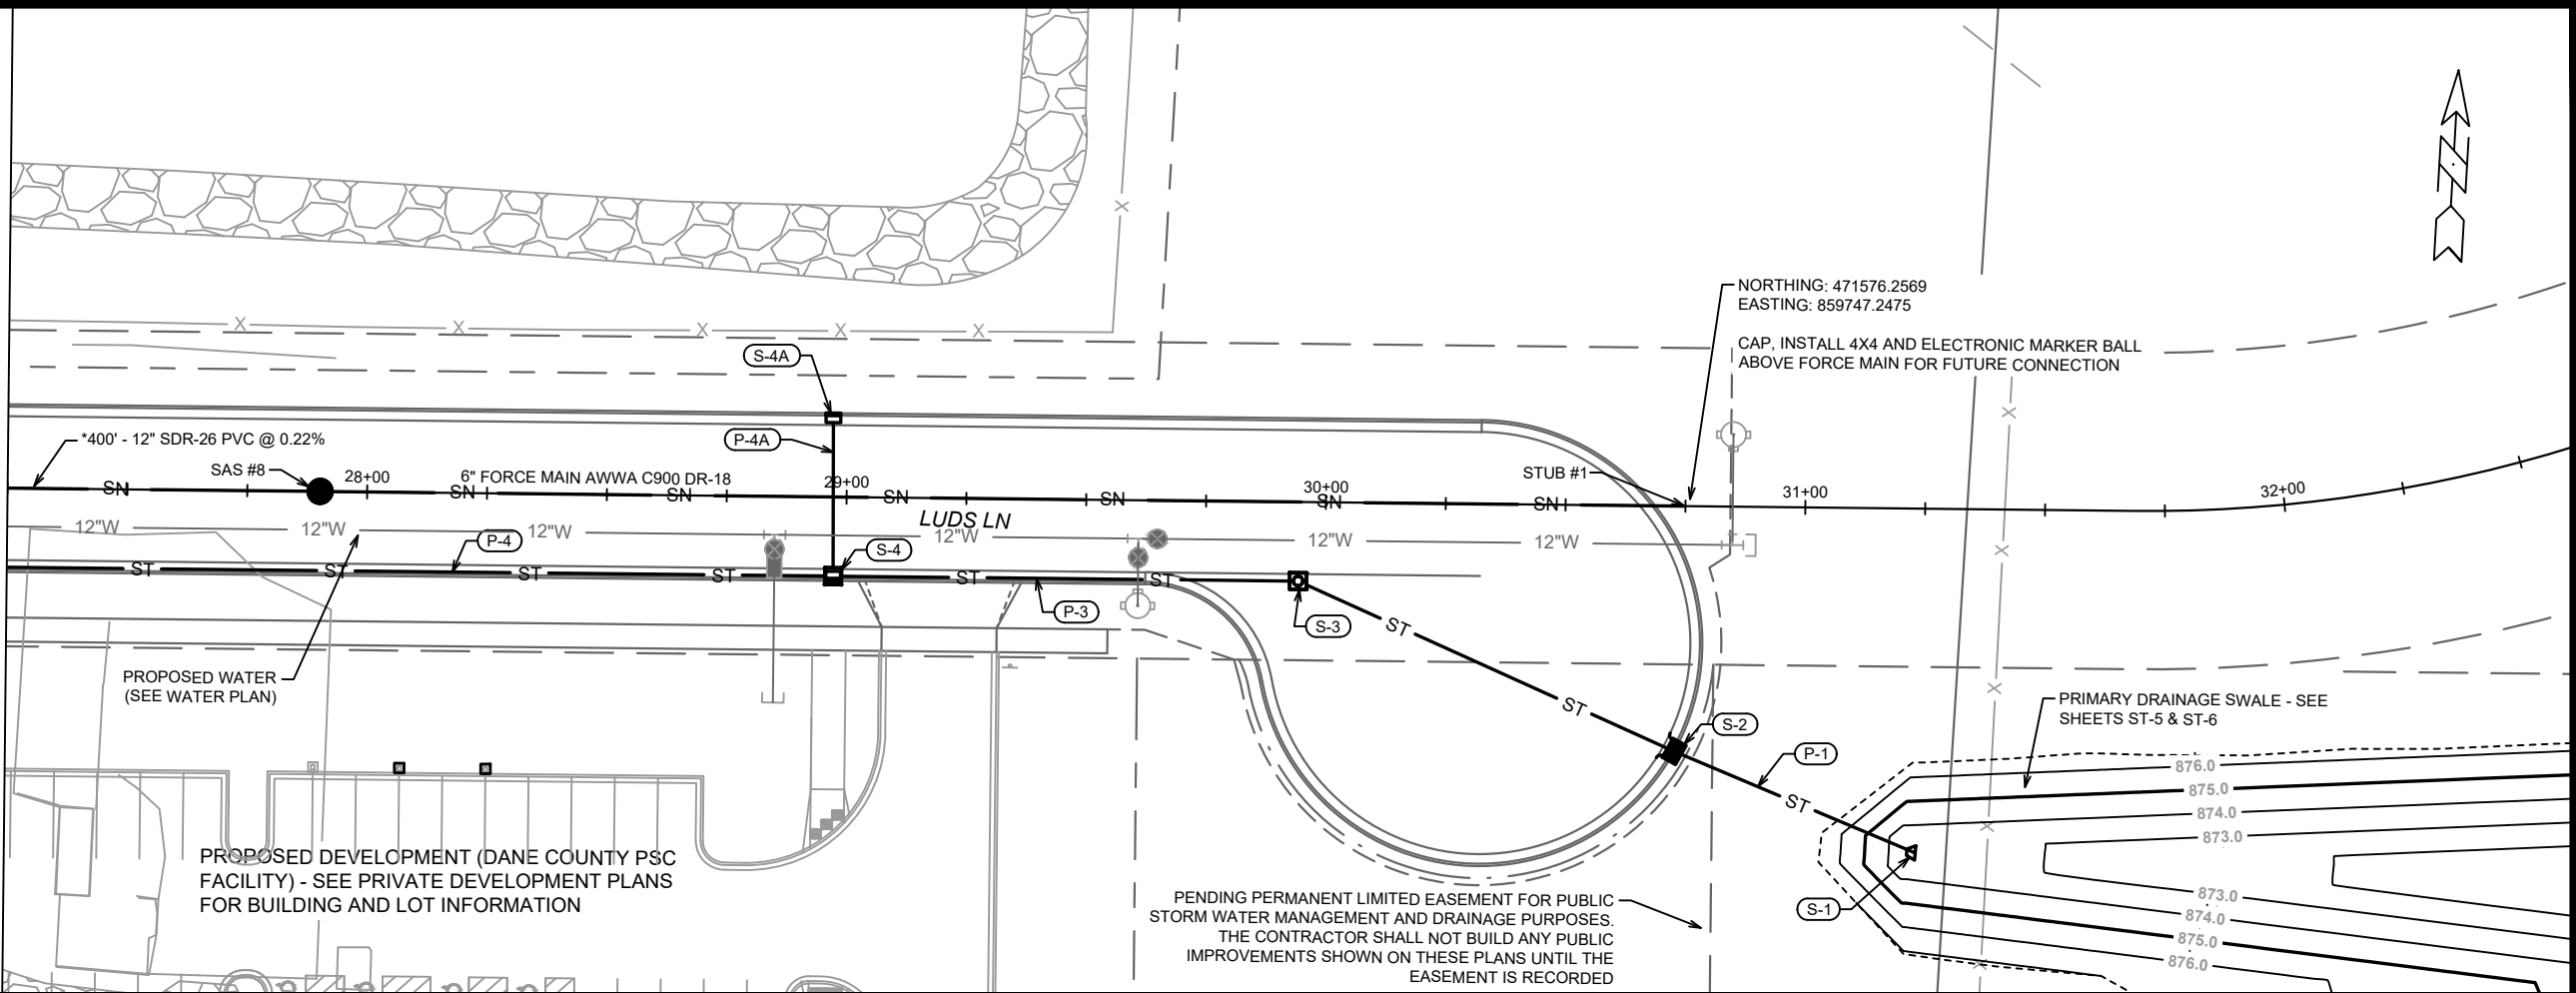 N
NORTHING: 471576.2569
EASTING: 859747.2475
CAP, INSTALL 4X4 AND ELECTRONIC MARKER BALL
ABOVE FORCE MAIN FOR FUTURE CONNECTION
X
X X X X X
S-4A
P-4A
*400' - 12" SDR-26 PVC @ 0.22%
SAS #8
28+00
6" FORCE MAIN AWWA C900 DR-18
29+00
30+00
STUB #1
31+00
32+00
SN SN SN SN SN SN SN
LUDS LN
12"W 12"W 12"W 12"W 12"W 12"W
P-4
S-4
ST ST ST ST ST ST
P-3
S-3
ST
ST
S-2
P-1
ST
S-1
X
X
X
X
X
PROPOSED WATER
(SEE WATER PLAN)
PRIMARY DRAINAGE SWALE - SEE
SHEETS ST-5 & ST-6
876.0
875.0
874.0
873.0
873.0
874.0
875.0
876.0
PROPOSED DEVELOPMENT (DANE COUNTY PSC
FACILITY) - SEE PRIVATE DEVELOPMENT PLANS
FOR BUILDING AND LOT INFORMATION
PENDING PERMANENT LIMITED EASEMENT FOR PUBLIC
STORM WATER MANAGEMENT AND DRAINAGE PURPOSES.
THE CONTRACTOR SHALL NOT BUILD ANY PUBLIC
IMPROVEMENTS SHOWN ON THESE PLANS UNTIL THE
EASEMENT IS RECORDED